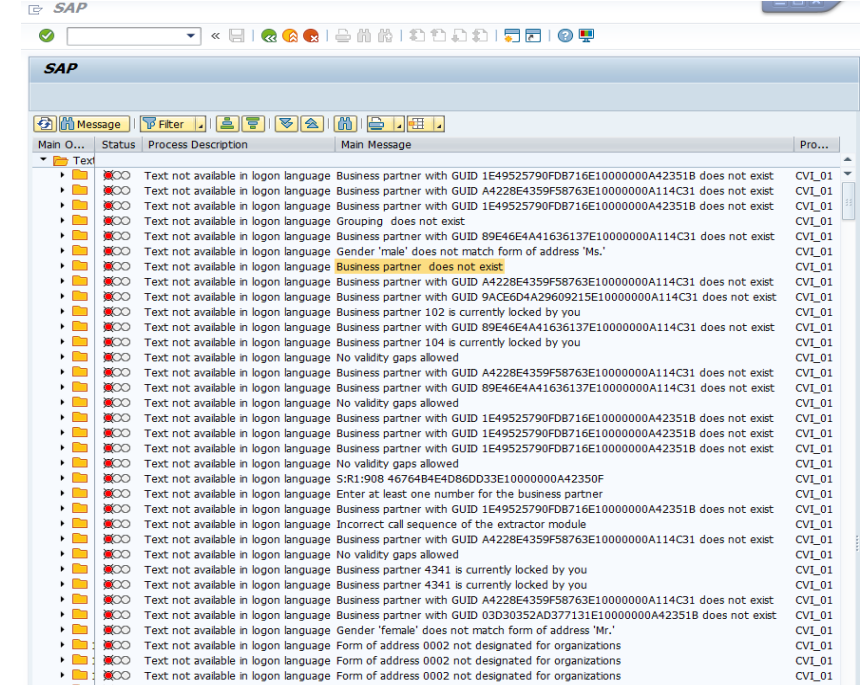 SAP
SAP
Message Filter
Main O... Status Process Description Main Message Pro...
Text
Text not available in logon language Business partner with GUID 1E49525790FDB716E10000000A42351B does not exist CVI_01
Text not available in logon language Business partner with GUID A4228E4359F58763E10000000A114C31 does not exist CVI_01
Text not available in logon language Business partner with GUID 1E49525790FDB716E10000000A42351B does not exist CVI_01
Text not available in logon language Grouping does not exist CVI_01
Text not available in logon language Business partner with GUID 89E46E4A41636137E10000000A114C31 does not exist CVI_01
Text not available in logon language Gender 'male' does not match form of address 'Ms.' CVI_01
Text not available in logon language Business partner does not exist CVI_01
Text not available in logon language Business partner with GUID A4228E4359F58763E10000000A114C31 does not exist CVI_01
Text not available in logon language Business partner with GUID 9ACE6D4A29609215E10000000A114C31 does not exist CVI_01
Text not available in logon language Business partner 102 is currently locked by you CVI_01
Text not available in logon language Business partner with GUID 89E46E4A41636137E10000000A114C31 does not exist CVI_01
Text not available in logon language Business partner 104 is currently locked by you CVI_01
Text not available in logon language No validity gaps allowed CVI_01
Text not available in logon language Business partner with GUID A4228E4359F58763E10000000A114C31 does not exist CVI_01
Text not available in logon language Business partner with GUID 89E46E4A41636137E10000000A114C31 does not exist CVI_01
Text not available in logon language No validity gaps allowed CVI_01
Text not available in logon language Business partner with GUID 1E49525790FDB716E10000000A42351B does not exist CVI_01
Text not available in logon language Business partner with GUID 1E49525790FDB716E10000000A42351B does not exist CVI_01
Text not available in logon language Business partner with GUID 1E49525790FDB716E10000000A42351B does not exist CVI_01
Text not available in logon language No validity gaps allowed CVI_01
Text not available in logon language S:R1:908 46764B4E4D86DD33E10000000A42350F CVI_01
Text not available in logon language Enter at least one number for the business partner CVI_01
Text not available in logon language Business partner with GUID 1E49525790FDB716E10000000A42351B does not exist CVI_01
Text not available in logon language Incorrect call sequence of the extractor module CVI_01
Text not available in logon language Business partner with GUID A4228E4359F58763E10000000A114C31 does not exist CVI_01
Text not available in logon language No validity gaps allowed CVI_01
Text not available in logon language Business partner 4341 is currently locked by you CVI_01
Text not available in logon language Business partner 4341 is currently locked by you CVI_01
Text not available in logon language Business partner with GUID A4228E4359F58763E10000000A114C31 does not exist CVI_01
Text not available in logon language Business partner with GUID 03D30352AD377131E10000000A42351B does not exist CVI_01
Text not available in logon language Gender 'female' does not match form of address 'Mr.' CVI_01
Text not available in logon language Form of address 0002 not designated for organizations CVI_01
Text not available in logon language Form of address 0002 not designated for organizations CVI_01
Text not available in logon language Form of address 0002 not designated for organizations CVI_01